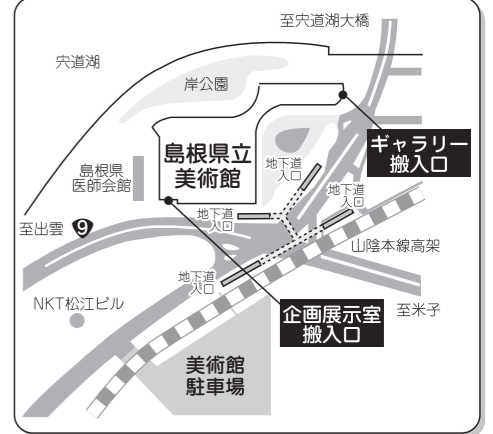 至宍道湖大橋
宍道湖
岸公園
ギャラリー
搬入口
島根県立
美術館
島根県
医師会館
地下道
入口
地下道
入口
地下道
入口
至出雲 9
山陰本線高架
地下道
入口
NKT松江ビル
企画展示室
搬入口
至米子
美術館
駐車場